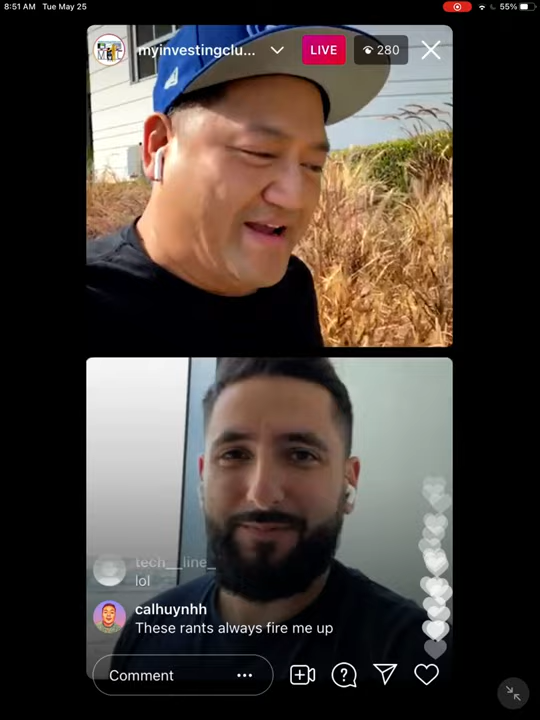 8:51 AM Tue May 25
55%
myinvestingclu...
LIVE
280
tech__line_
lol
calhuynhh
These rants always fire me up
Comment